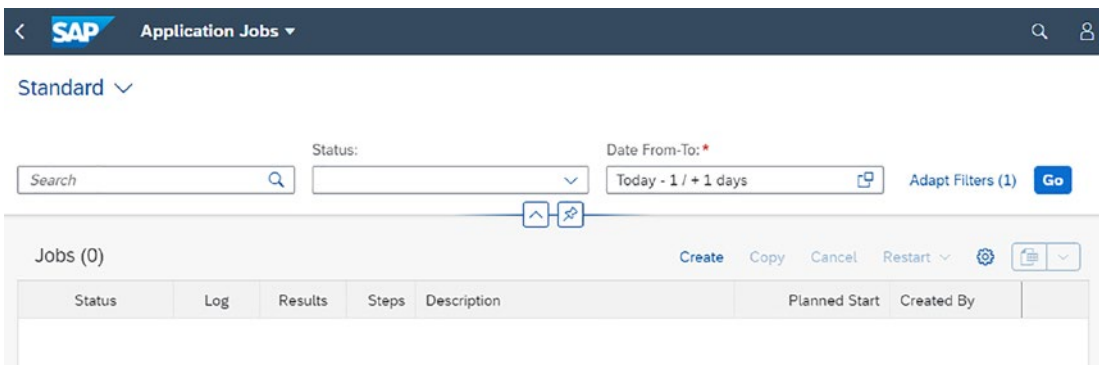 SAP Application Jobs
Standard
Status: Date From-To:*
Search Today - 1 / + 1 days Adapt Filters (1) Go
Jobs (0) Create Copy Cancel Restart
Status Log Results Steps Description Planned Start Created By